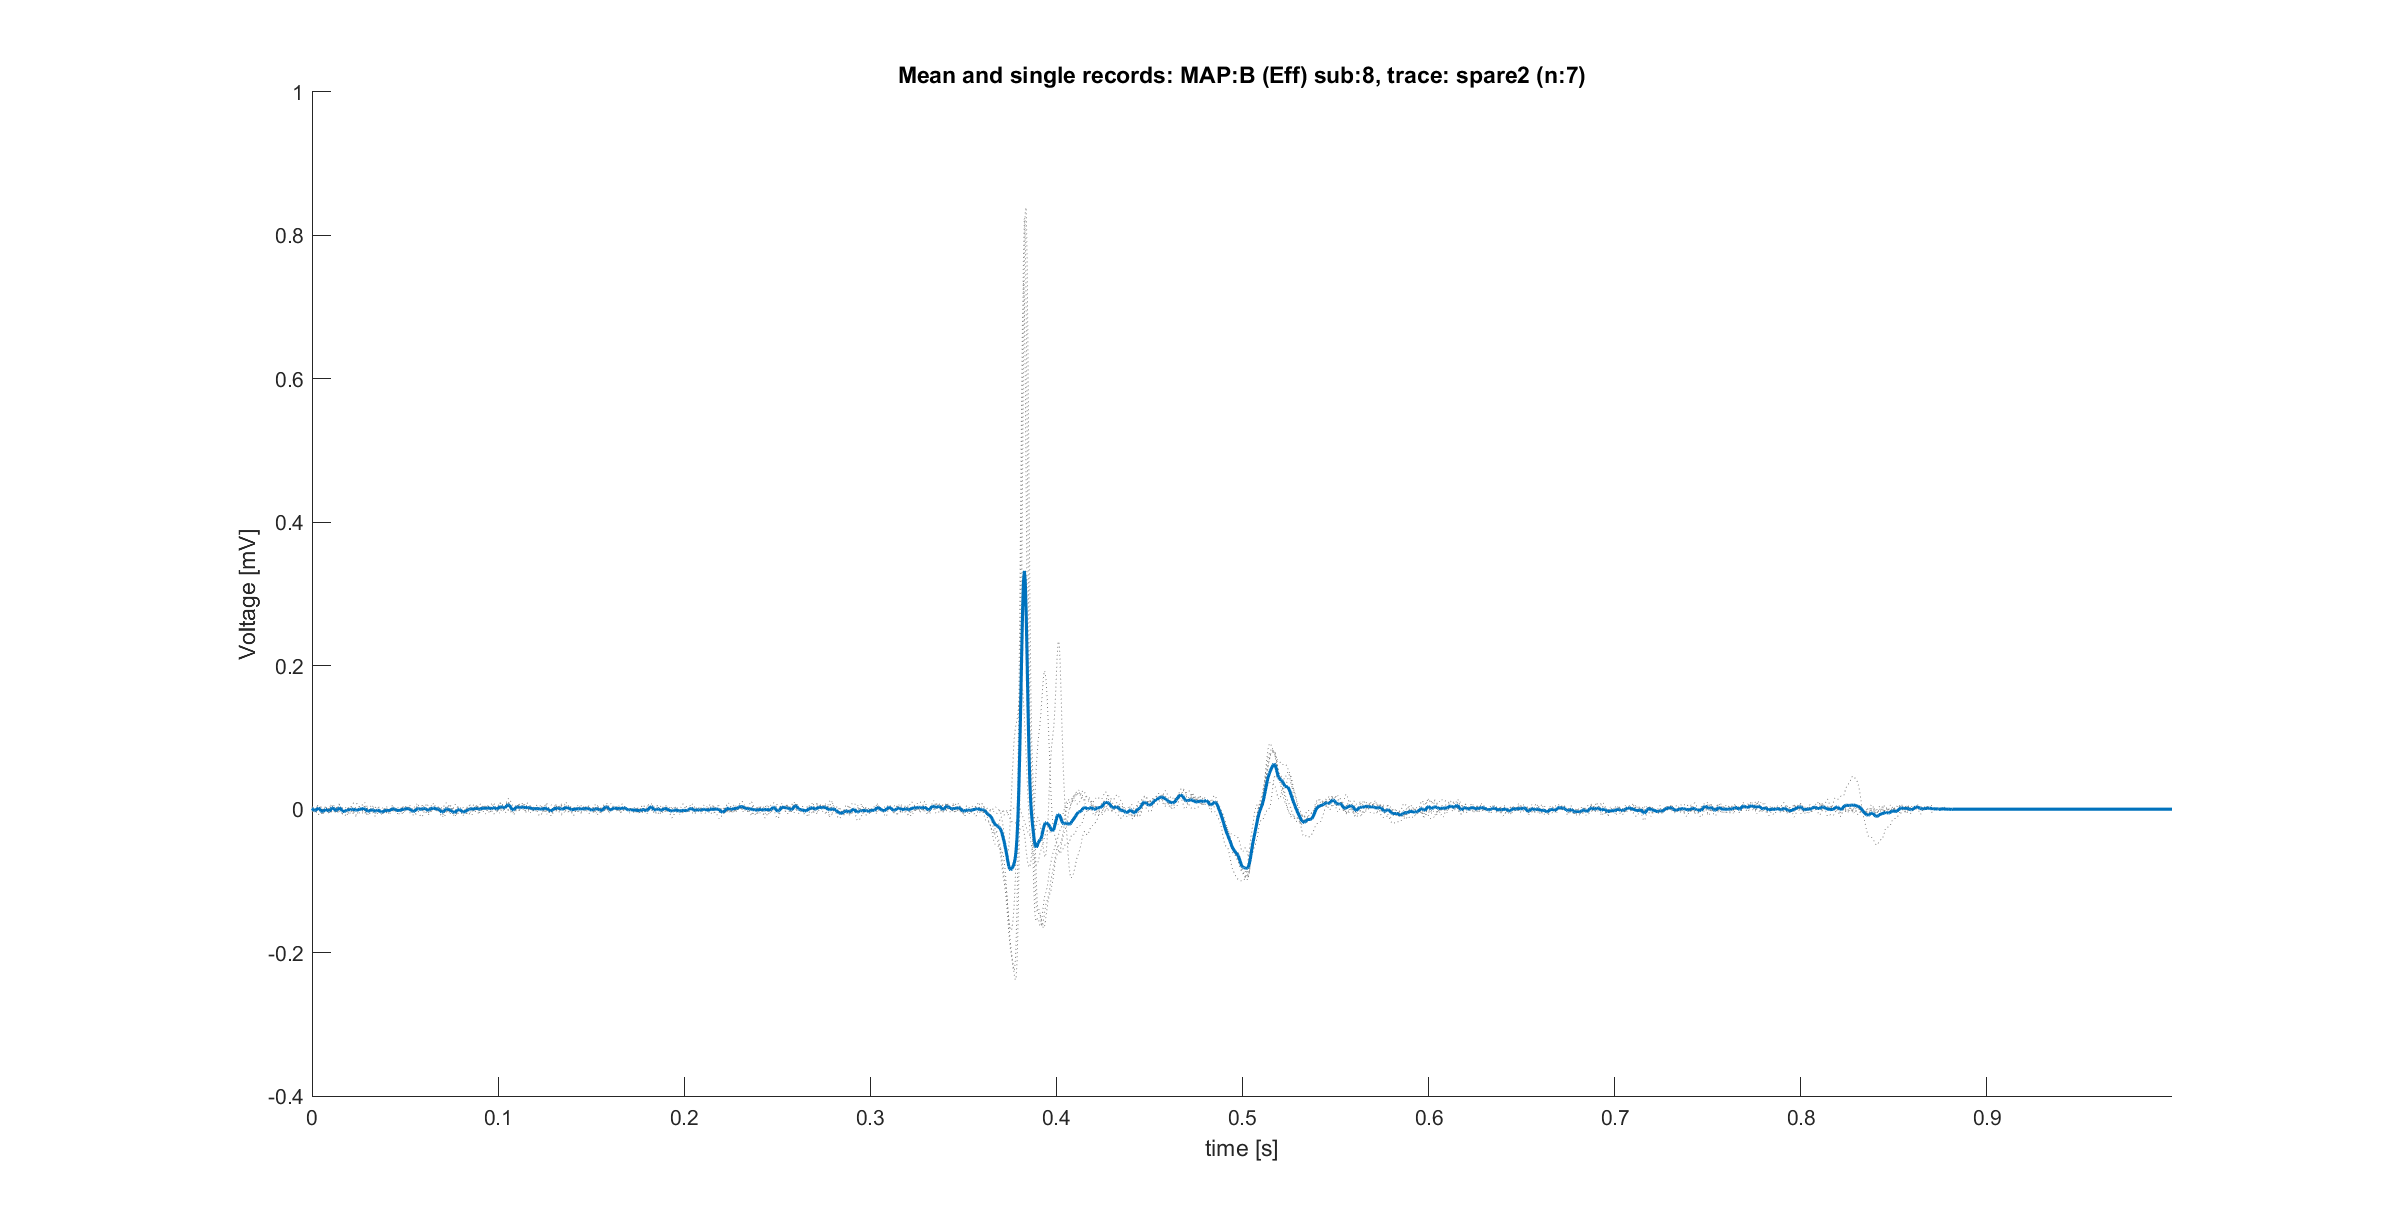 Mean and single records: MAP:B (Eff) sub:8, trace: spare2 (n:7)
1
0.8
0.6
0.4
0.2
0
-0.2
-0.4
Voltage [mV]
0 0.1 0.2 0.3 0.4 0.5 0.6 0.7 0.8 0.9
time [s]